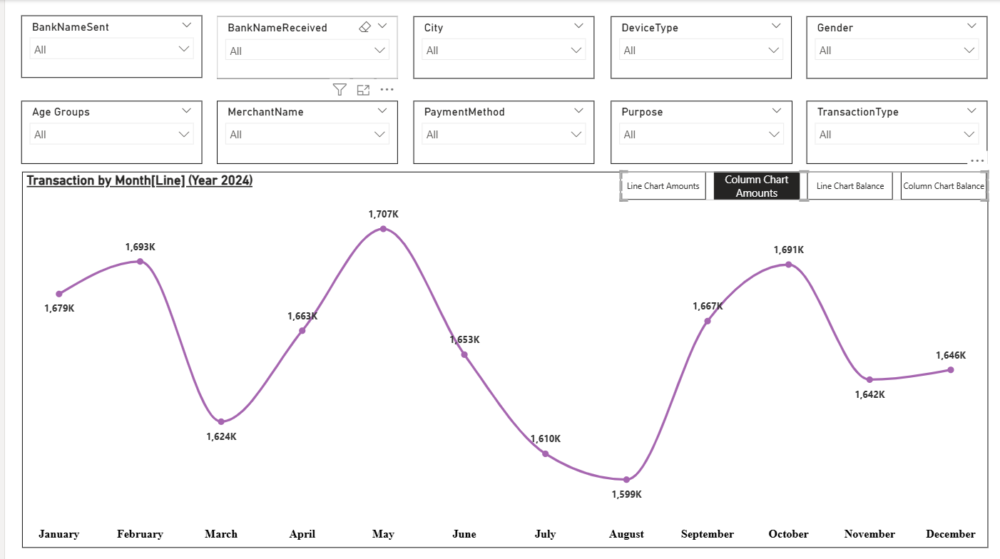 BankNameSent
All
BankNameReceived
All
City
All
DeviceType
All
Gender
All
Age Groups
All
MerchantName
All
PaymentMethod
All
Purpose
All
TransactionType
All
Transaction by Month[Line] (Year 2024)
Line Chart Amounts
Column Chart
Amounts
Line Chart Balance
Column Chart Balance
1,679K
1,693K
1,624K
1,663K
1,707K
1,653K
1,610K
1,599K
1,667K
1,691K
1,642K
1,646K
January
February
March
April
May
June
July
August
September
October
November
December